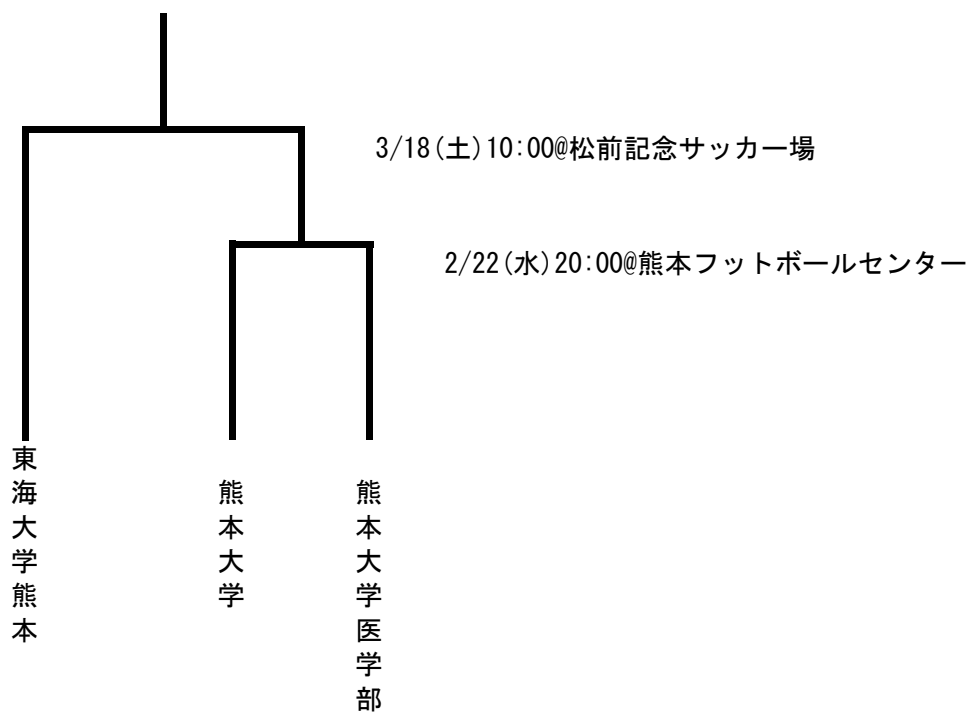 3/18(土)10:00@松前記念サッカー場
2/22(水)20:00@熊本フットボールセンター
東海大学熊本
熊本大学
熊本大学医学部